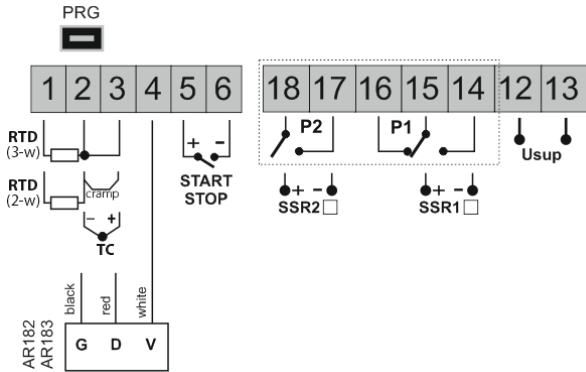 PRG
1 2 3 4 5 6 18 17 16 15 14 12 13
RTD
(3-w)
+ -
P2
P1
Usup
START
STOP
RTD
(2-w)
cramp
- +
TC
+ -
SSR2
+ -
SSR1
black
red
white
AR182
AR183
G D V